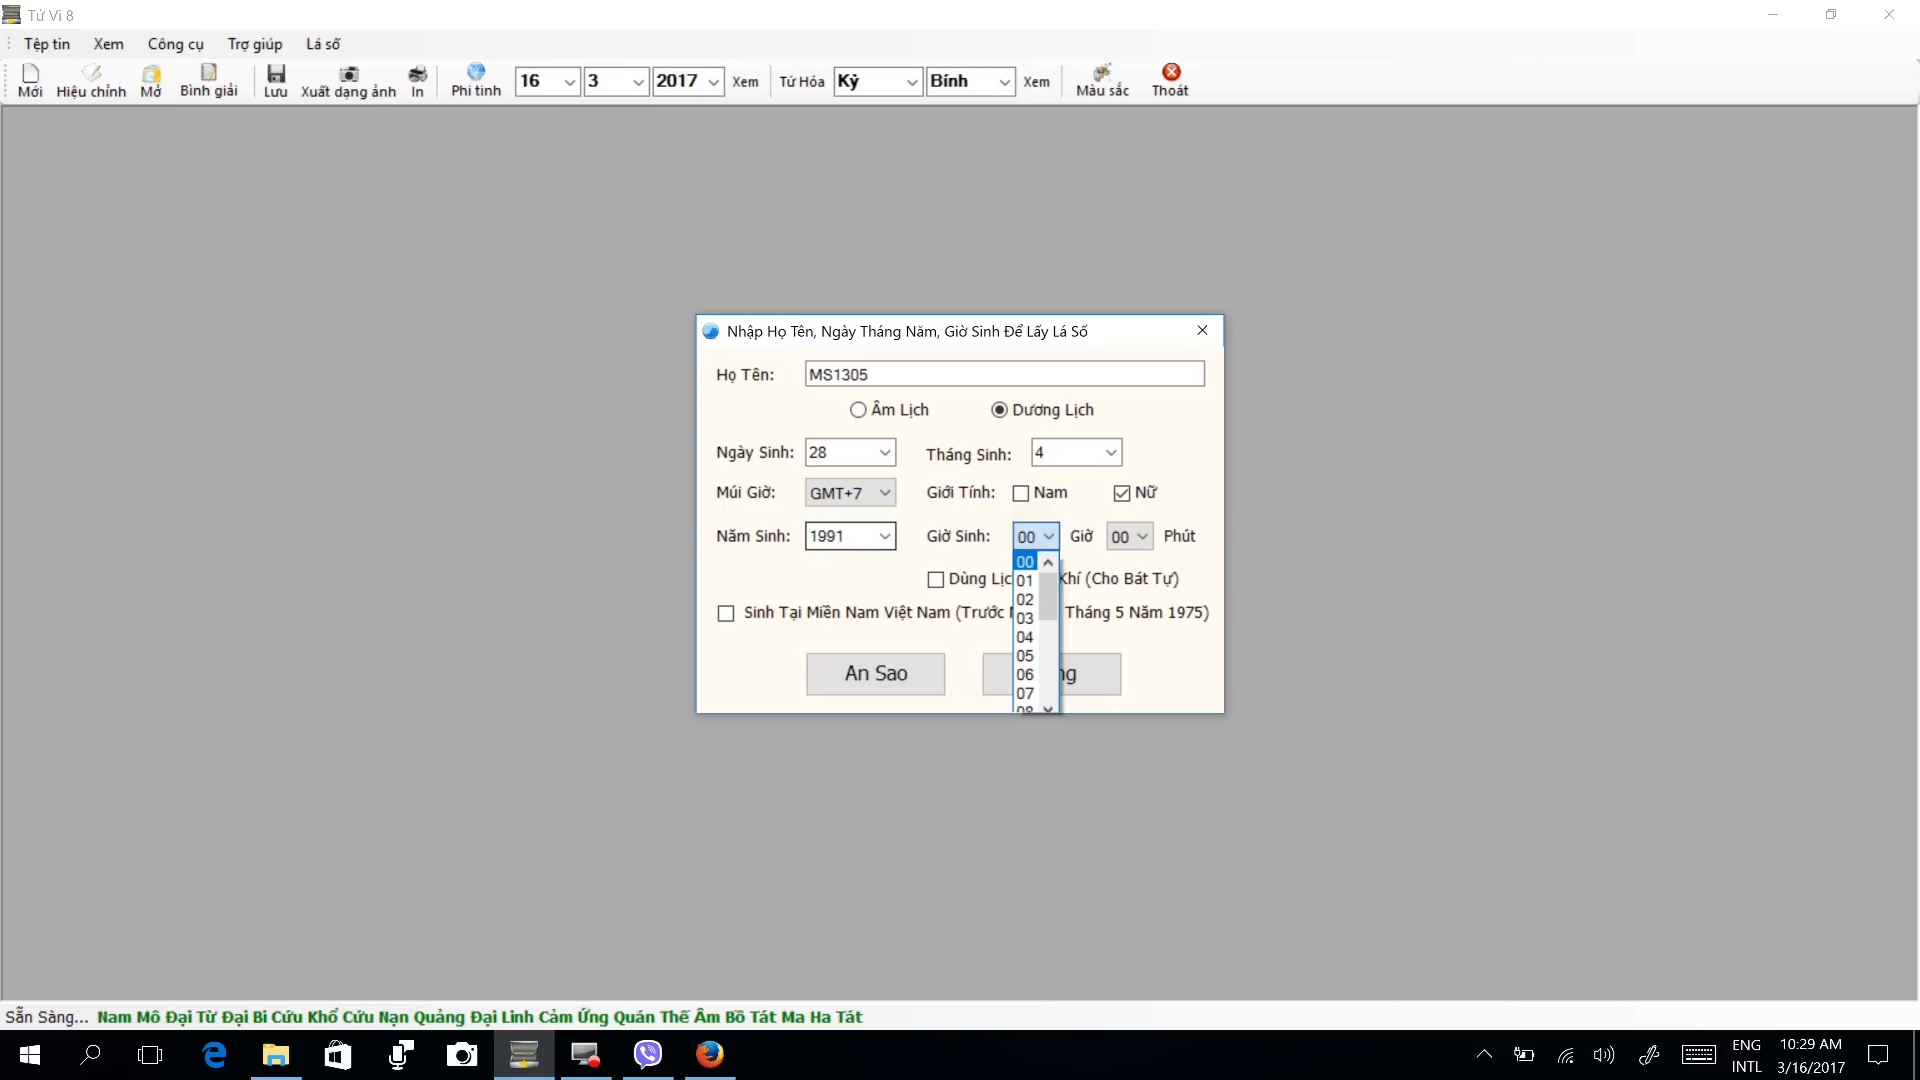 Tử Vi 8
Tệp tin Xem Công cụ Trợ giúp Lá số
Mới Hiệu chỉnh Mở Bình giải Lưu Xuất dạng ảnh In Phi tinh 16 3 2017 Xem Tứ Hóa Kỷ Bính Xem Màu sắc Thoát
Nhập Họ Tên, Ngày Tháng Năm, Giờ Sinh Để Lấy Lá Số
Họ Tên: MS1305
Âm Lịch Dương Lịch
Ngày Sinh: 28 Tháng Sinh: 4
Múi Giờ: GMT+7 Giới Tính: Nam Nữ
Năm Sinh: 1991 Giờ Sinh: 00 Giờ 00 Phút
00
01
02
03
04
05
06
07
08
Dùng Lịc Khí (Cho Bát Tự)
Sinh Tại Miền Nam Việt Nam (Trước Tháng 5 Năm 1975)
An Sao ng
Sẵn Sàng... Nam Mô Đại Từ Đại Bi Cứu Khổ Cứu Nạn Quảng Đại Linh Cảm Ứng Quán Thế Âm Bồ Tát Ma Ha Tát
ENG 10:29 AM
INTL 3/16/2017